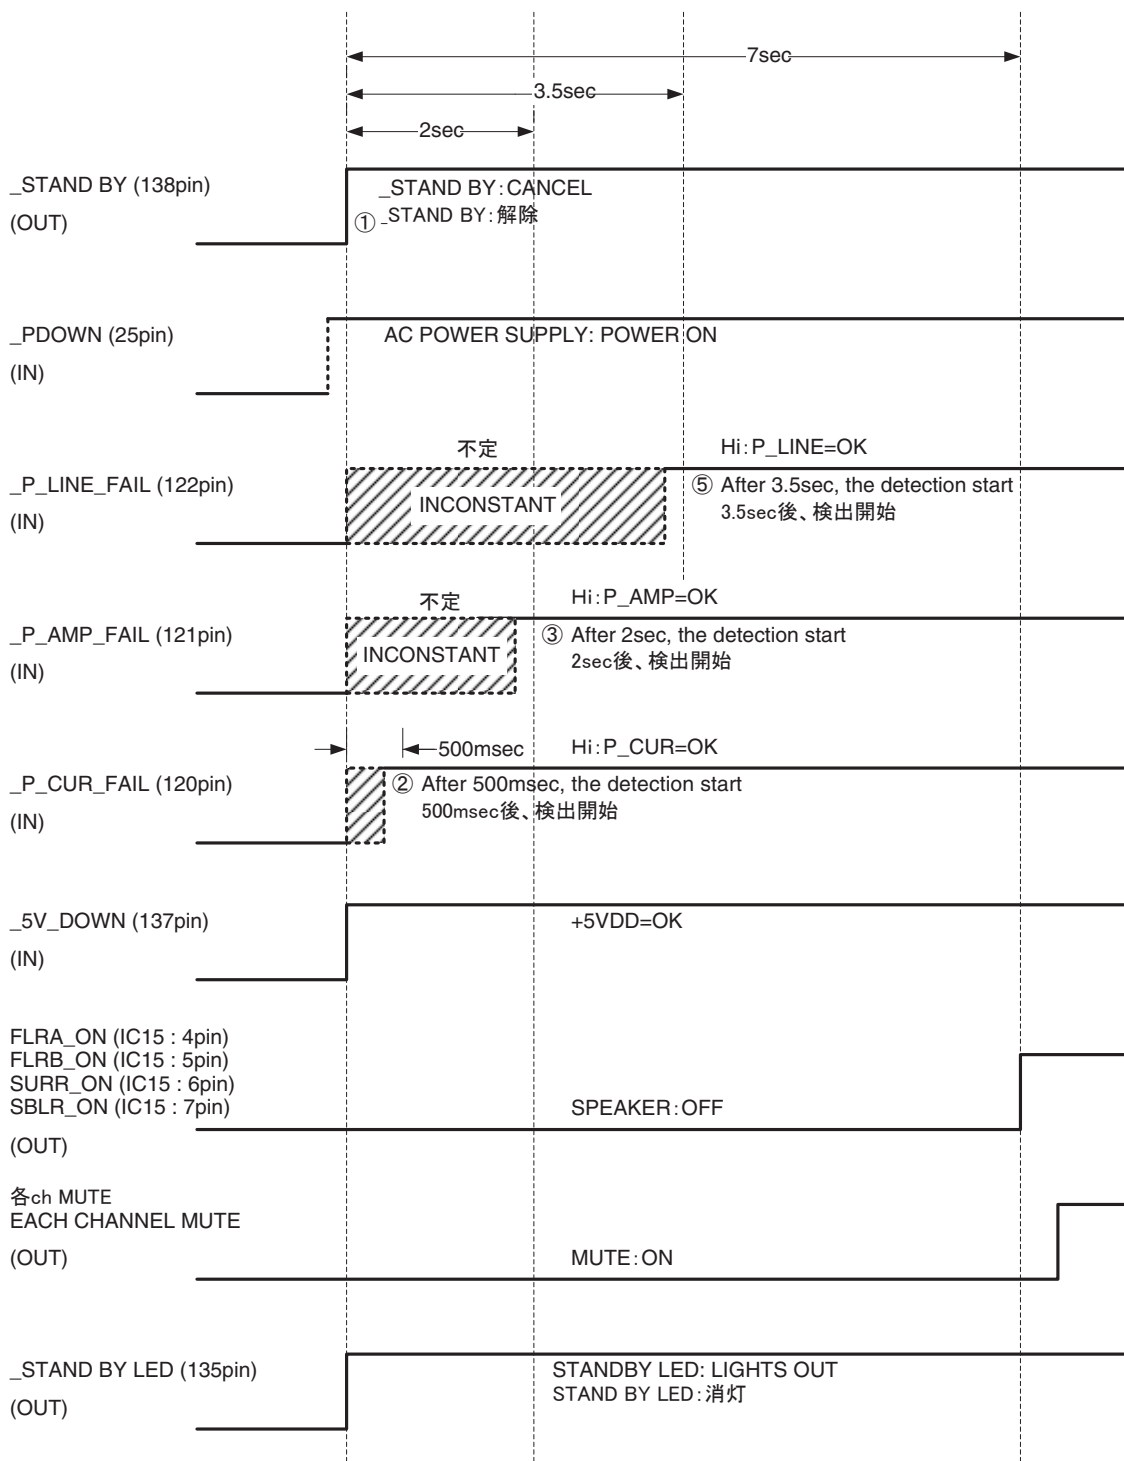 7sec
3.5sec
2sec
_STAND BY (138pin)
(OUT)
_STAND BY:CANCEL
① _STAND BY:解除
_PDOWN (25pin)
(IN)
AC POWER SUPPLY: POWER ON
_P_LINE_FAIL (122pin)
(IN)
不定
INCONSTANT
Hi:P_LINE=OK
⑤ After 3.5sec, the detection start
3.5sec後、検出開始
_P_AMP_FAIL (121pin)
(IN)
不定
INCONSTANT
Hi:P_AMP=OK
③ After 2sec, the detection start
2sec後、検出開始
_P_CUR_FAIL (120pin)
(IN)
500msec
Hi:P_CUR=OK
② After 500msec, the detection start
500msec後、検出開始
_5V_DOWN (137pin)
(IN)
+5VDD=OK
FLRA_ON (IC15 : 4pin)
FLRB_ON (IC15 : 5pin)
SURR_ON (IC15 : 6pin)
SBLR_ON (IC15 : 7pin)
(OUT)
SPEAKER:OFF
各ch MUTE
EACH CHANNEL MUTE
(OUT)
MUTE:ON
_STAND BY LED (135pin)
(OUT)
STANDBY LED: LIGHTS OUT
STAND BY LED:消灯